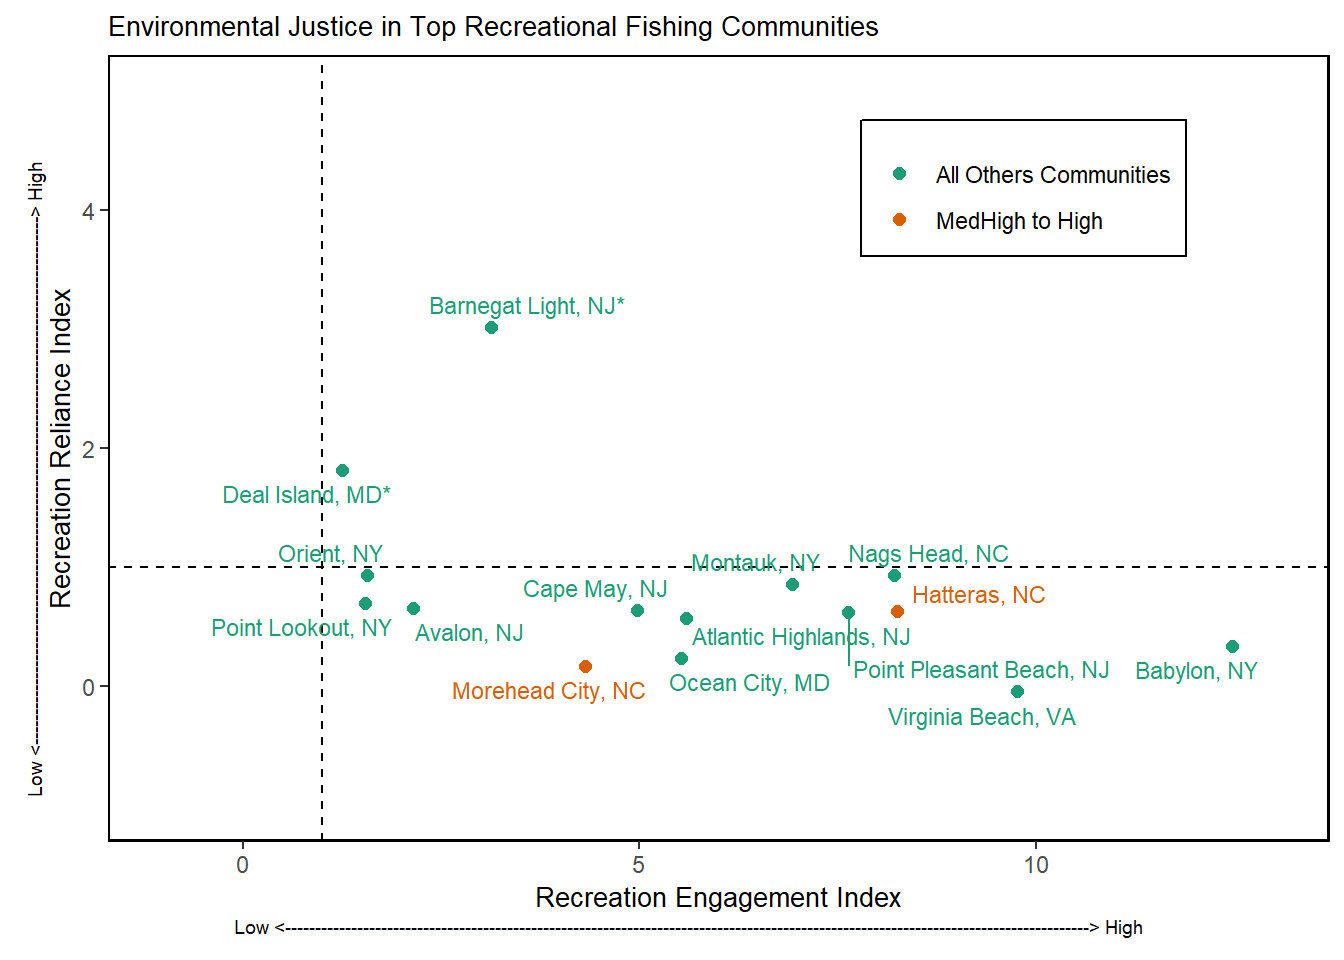 Environmental Justice in Top Recreational Fishing Communities
All Others Communities
MedHigh to High
Low <-----------------------------------------------------------------------------> High
Recreation Reliance Index
4
2
0
Barnegat Light, NJ*
Deal Island, MD*
Orient, NY
Montauk, NY
Nags Head, NC
Cape May, NJ
Hatteras, NC
Point Lookout, NY
Avalon, NJ
Atlantic Highlands, NJ
Point Pleasant Beach, NJ
Babylon, NY
Morehead City, NC
Ocean City, MD
Virginia Beach, VA
0
5
10
Recreation Engagement Index
Low <--------------------------------------------------------------------------------------------------------------------------------------> High